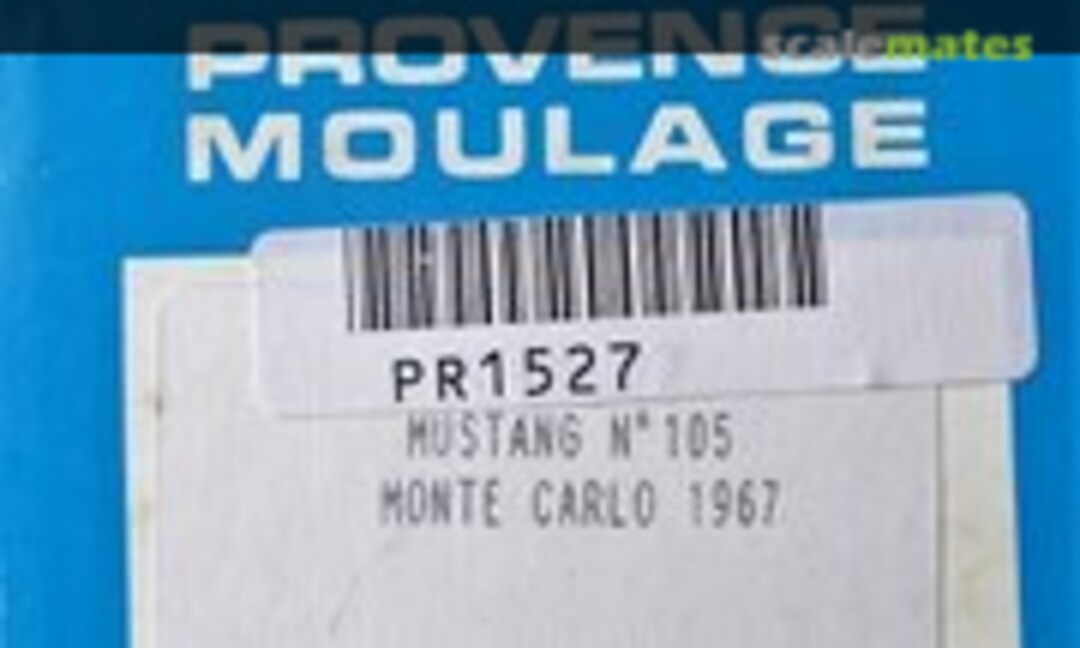 PROVENCE
scalemates
MOULAGE
PR1527
MUSTANG N°105
MONTE CARLO 1967